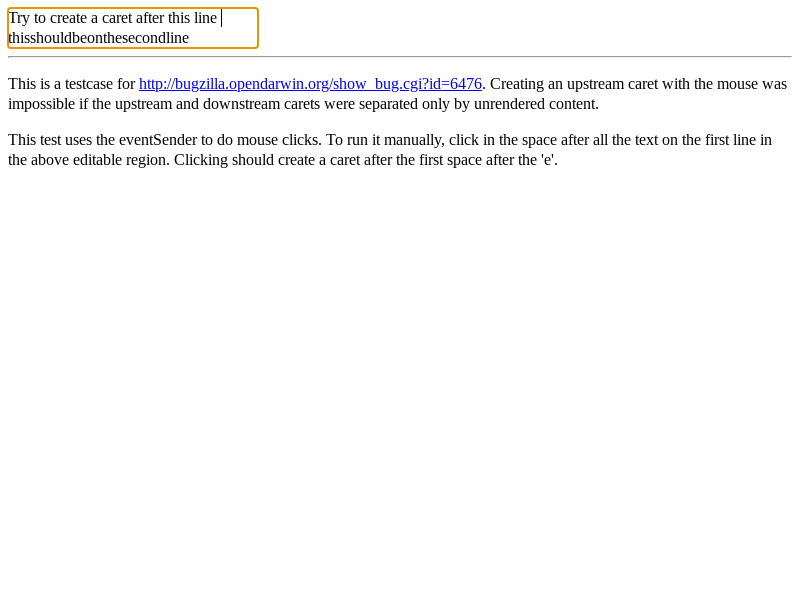 Try to create a caret after this line
thisshouldbeonthesecondline
This is a testcase for http://bugzilla.opendarwin.org/show_bug.cgi?id=6476. Creating an upstream caret with the mouse was
impossible if the upstream and downstream carets were separated only by unrendered content.
This test uses the eventSender to do mouse clicks. To run it manually, click in the space after all the text on the first line in
the above editable region. Clicking should create a caret after the first space after the 'e'.